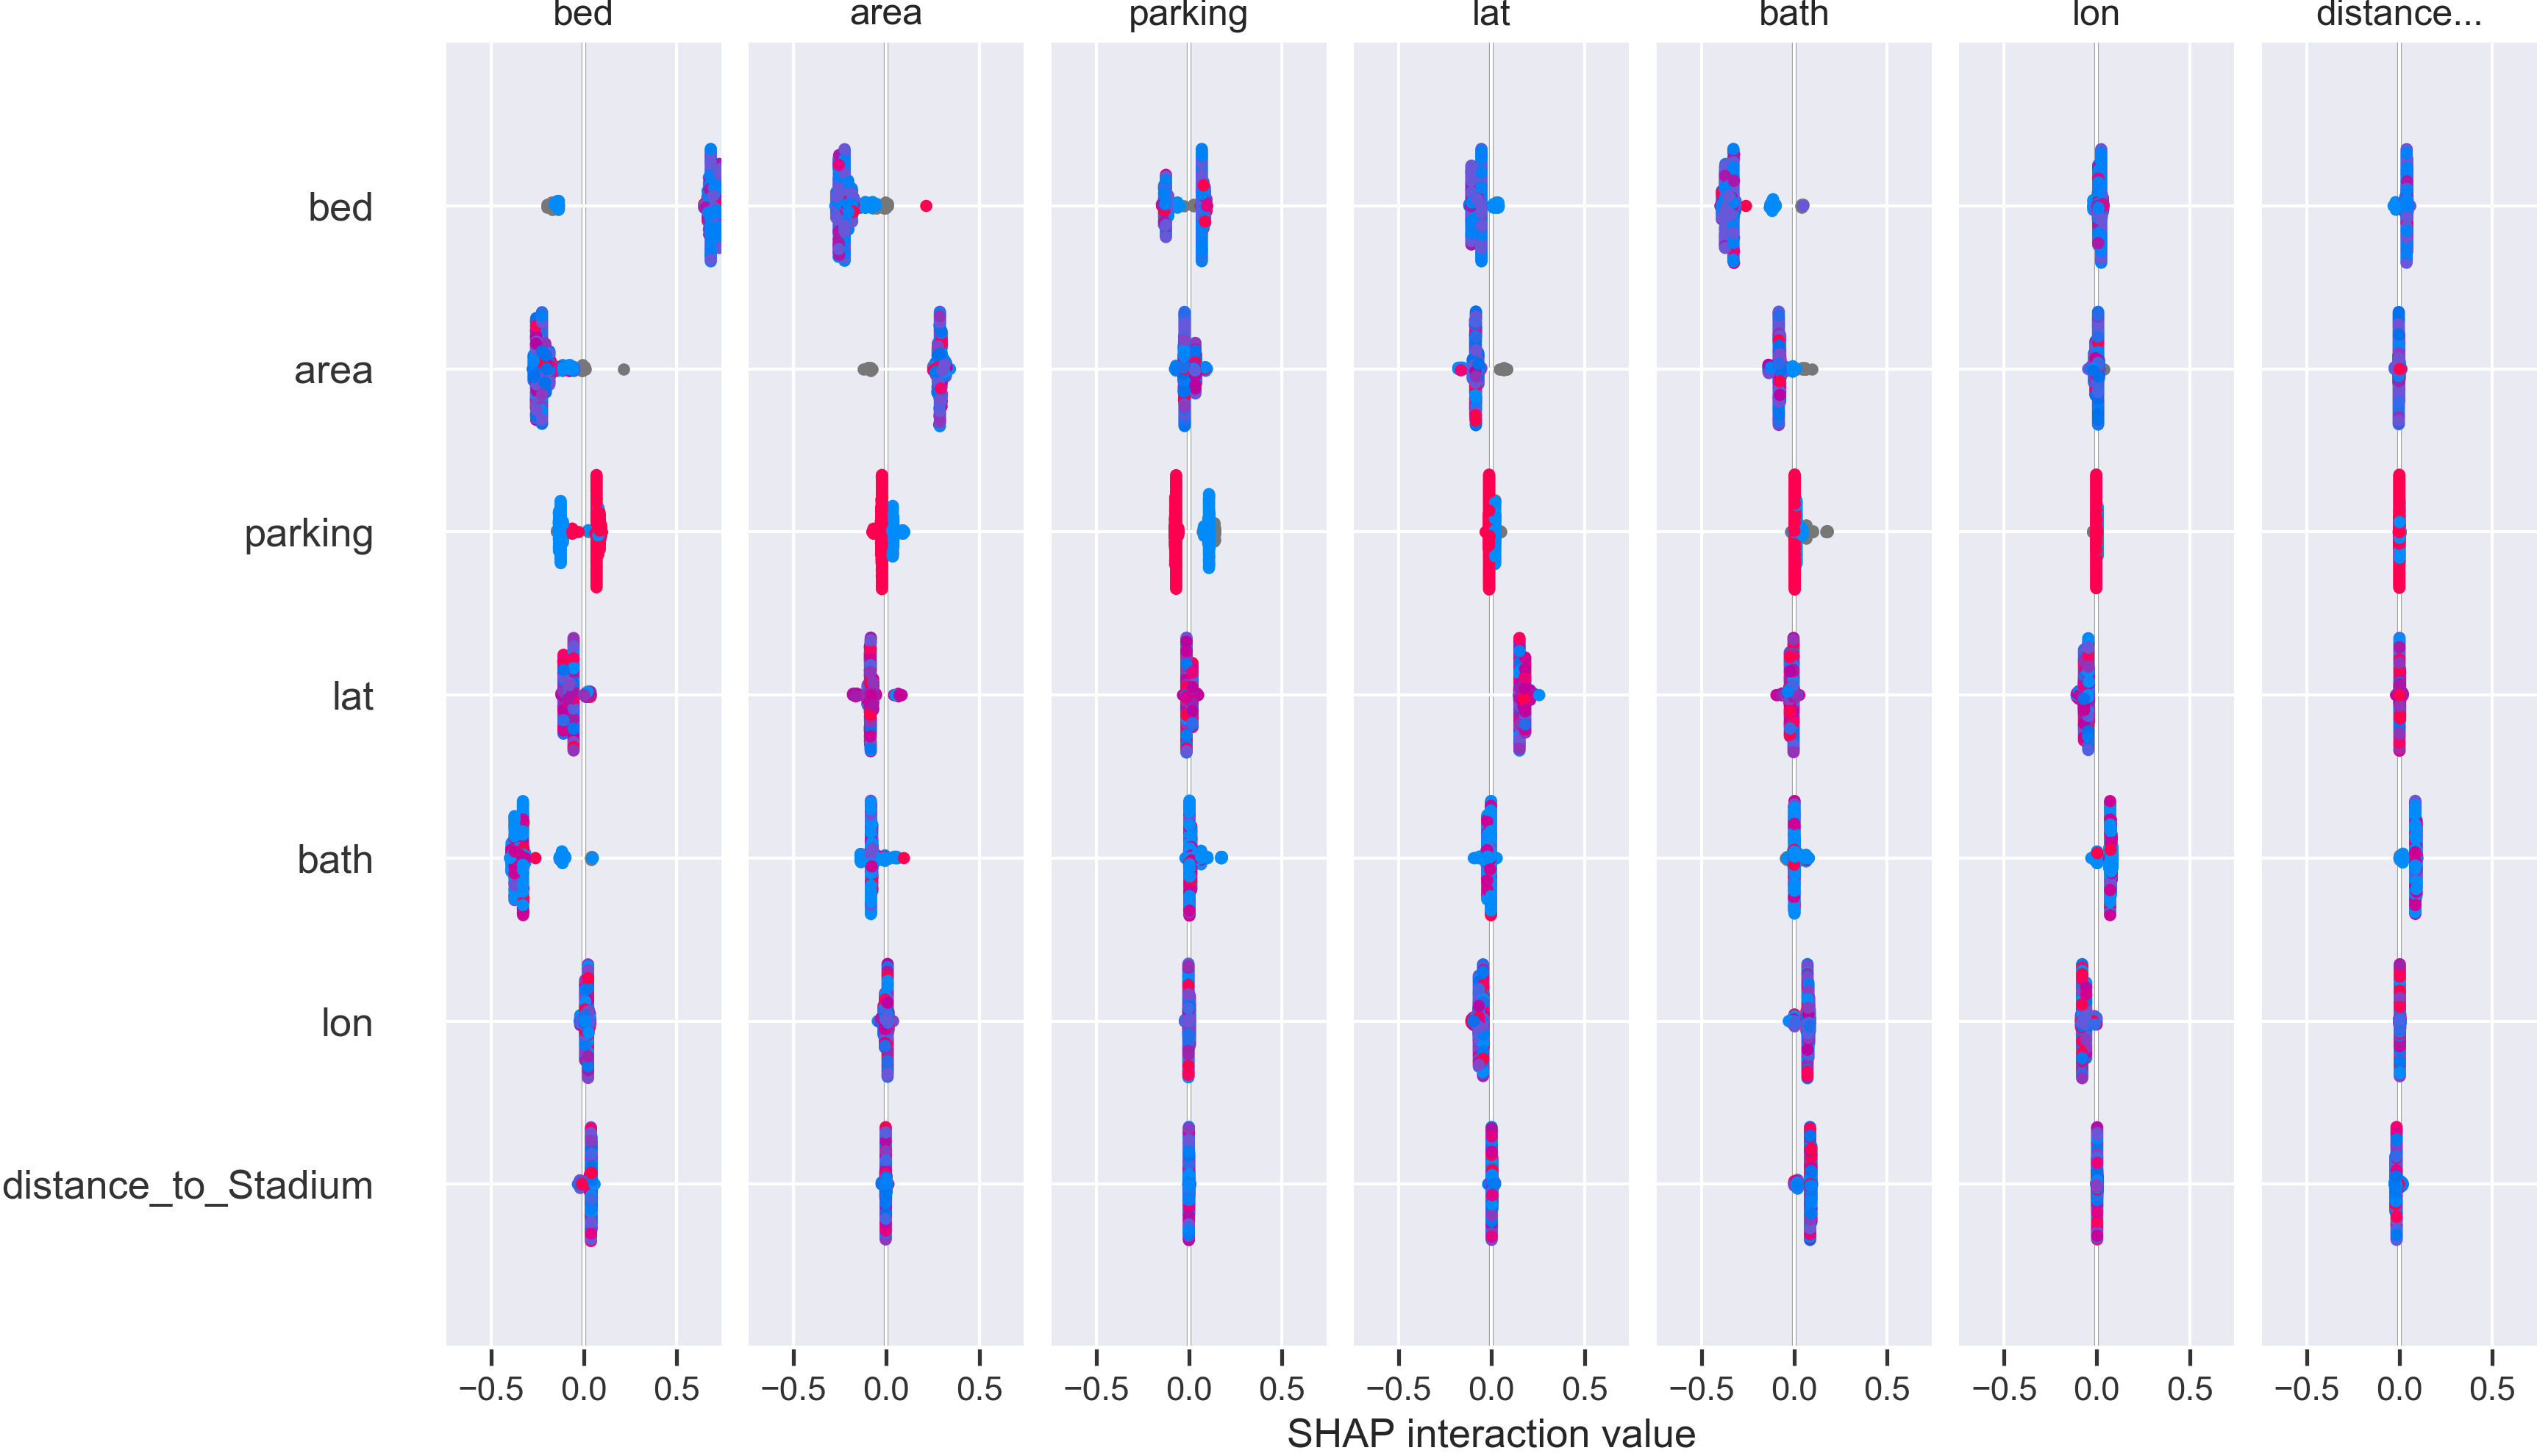 bed area parking lat bath lon distance...
bed
area
parking
lat
bath
lon
distance_to_Stadium
−0.5 0.0 0.5 −0.5 0.0 0.5 −0.5 0.0 0.5 −0.5 0.0 0.5 −0.5 0.0 0.5 −0.5 0.0 0.5 −0.5 0.0 0.5
SHAP interaction value